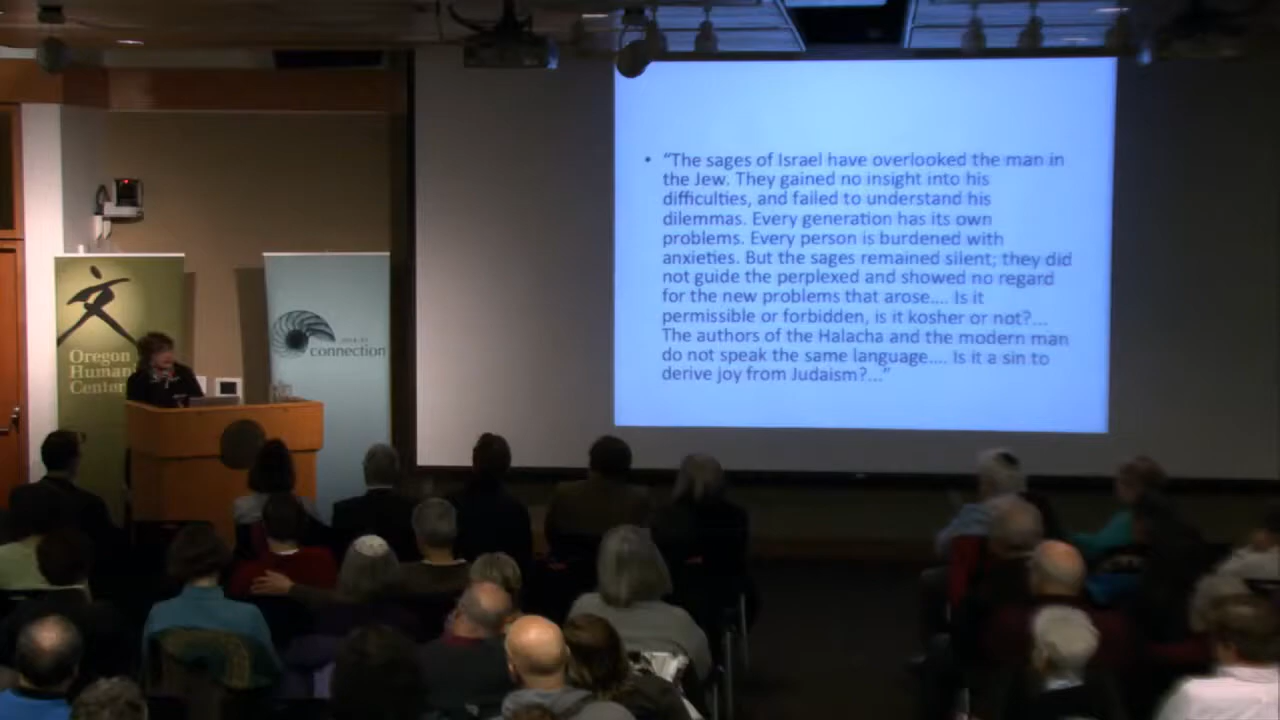 • “The sages of Israel have overlooked the man in
the Jew. They gained no insight into his
difficulties, and failed to understand his
dilemmas. Every generation has its own
problems. Every person is burdened with
anxieties. But the sages remained silent; they did
not guide the perplexed and showed no regard
for the new problems that arose.... Is it
permissible or forbidden, is it kosher or not?...
The authors of the Halacha and the modern man
do not speak the same language.... Is it a sin to
derive joy from Judaism?...”
Oregon
Humani
Center
connection